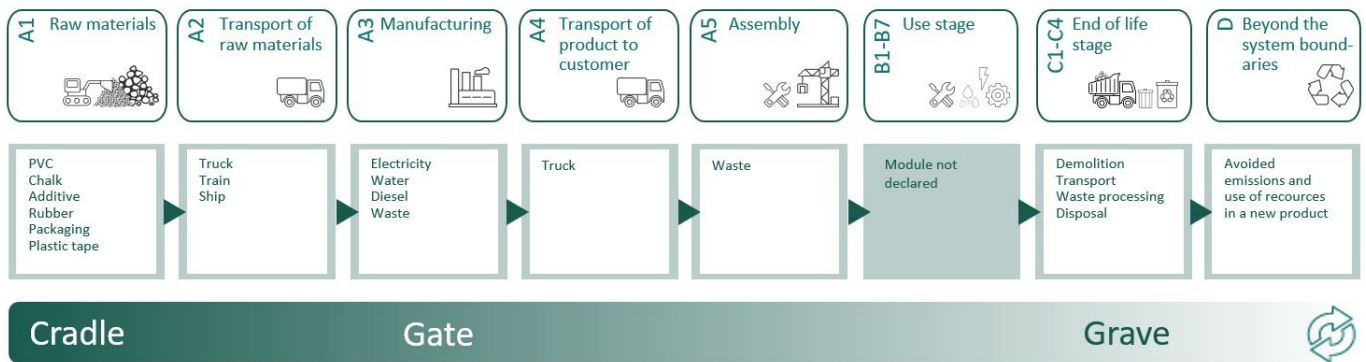 A1 Raw materials
A2 Transport of
raw materials
A3 Manufacturing
A4 Transport of
product to
customer
A5 Assembly
B1-B7 Use stage
C1-C4 End of life
stage
D Beyond the
system bound-
aries
PVC
Chalk
Additive
Rubber
Packaging
Plastic tape
Truck
Train
Ship
Electricity
Water
Diesel
Waste
Truck
Waste
Module not
declared
Demolition
Transport
Waste processing
Disposal
Avoided
emissions and
use of recources
in a new product
Cradle
Gate
Grave